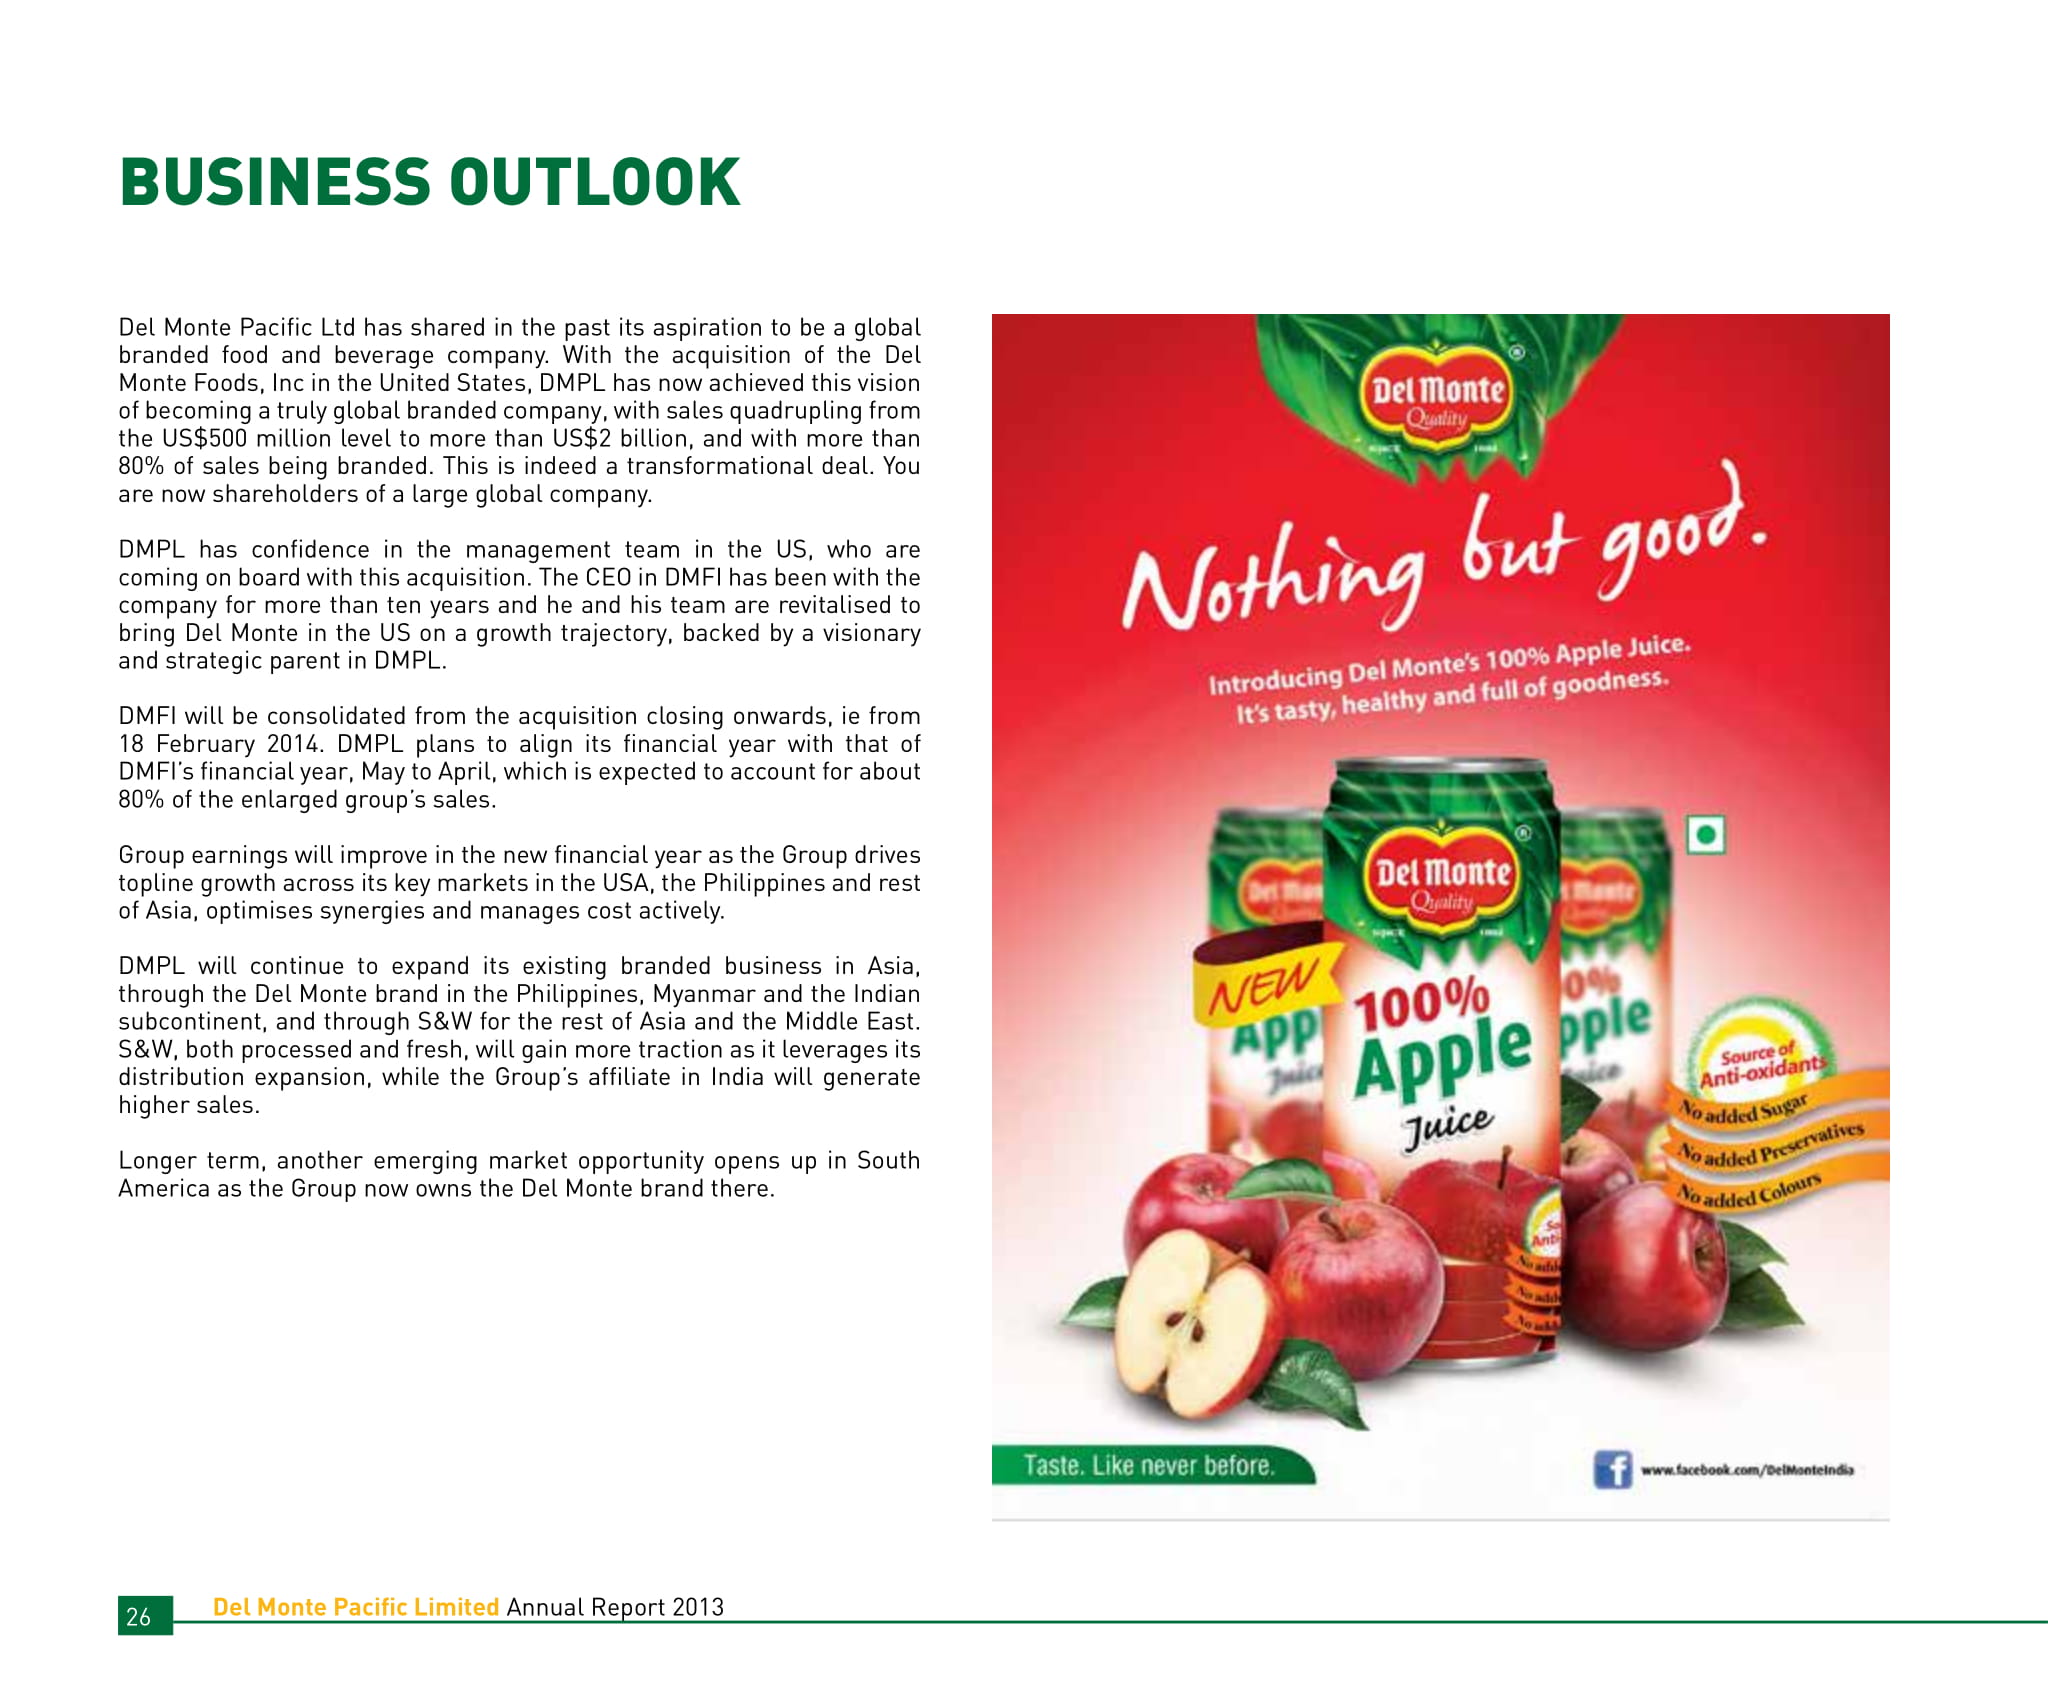 BUSINESS OUTLOOK
Del Monte Pacific Ltd has shared in the past its aspiration to be a global
branded food and beverage company. With the acquisition of the Del
Monte Foods, Inc in the United States, DMPL has now achieved this vision
of becoming a truly global branded company, with sales quadrupling from
the US$500 million level to more than US$2 billion, and with more than
80% of sales being branded. This is indeed a transformational deal. You
are now shareholders of a large global company.
DMPL has confidence in the management team in the US, who are
coming on board with this acquisition. The CEO in DMFI has been with the
company for more than ten years and he and his team are revitalised to
bring Del Monte in the US on a growth trajectory, backed by a visionary
and strategic parent in DMPL.
DMFI will be consolidated from the acquisition closing onwards, ie from
18 February 2014. DMPL plans to align its financial year with that of
DMFI’s financial year, May to April, which is expected to account for about
80% of the enlarged group’s sales.
Group earnings will improve in the new financial year as the Group drives
topline growth across its key markets in the USA, the Philippines and rest
of Asia, optimises synergies and manages cost actively.
DMPL will continue to expand its existing branded business in Asia,
through the Del Monte brand in the Philippines, Myanmar and the Indian
subcontinent, and through S&W for the rest of Asia and the Middle East.
S&W, both processed and fresh, will gain more traction as it leverages its
distribution expansion, while the Group’s affiliate in India will generate
higher sales.
Longer term, another emerging market opportunity opens up in South
America as the Group now owns the Del Monte brand there.
Del Monte ®
Quality
Nothing but good.
Introducing Del Monte’s 100% Apple Juice.
It’s tasty, healthy and full of goodness.
Del Monte ®
Quality
NEW
100%
Apple
Juice
Source of
Anti-oxidants
No added Sugar
No added Preservatives
No added Colours
Taste. Like never before.
f www.facebook.com/DelMonteIndia
26 Del Monte Pacific Limited Annual Report 2013